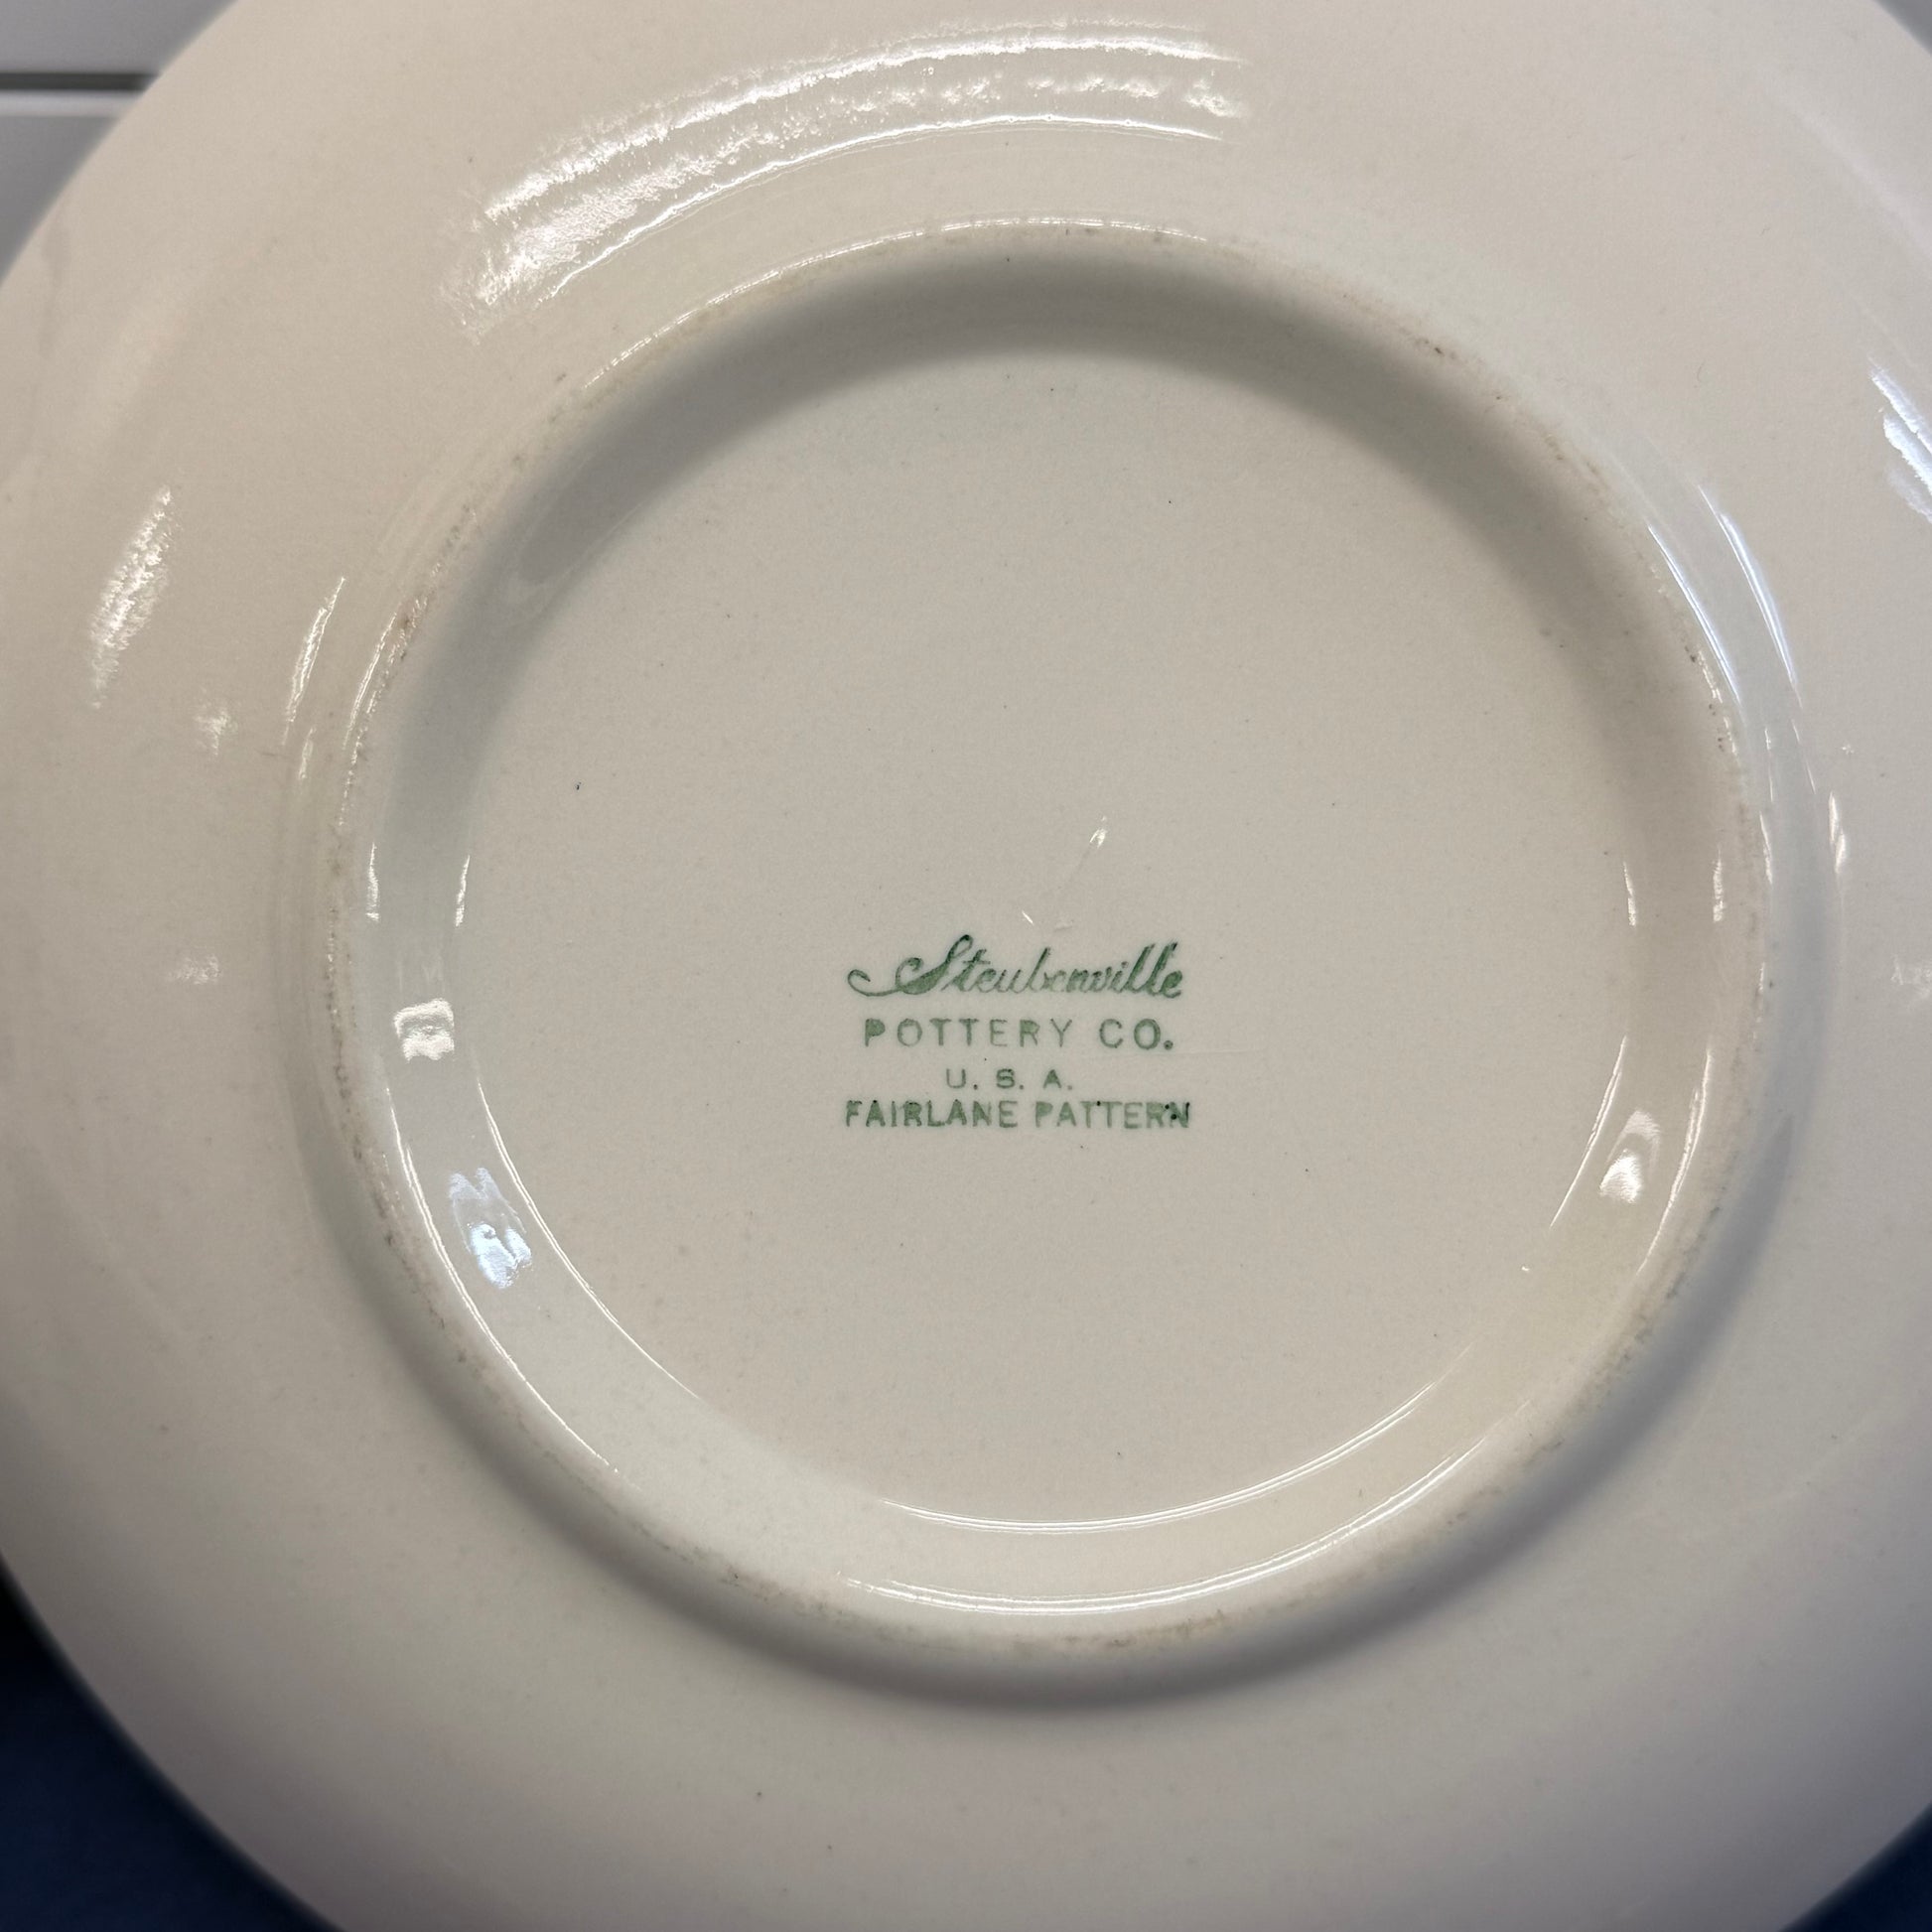 Steubenville
POTTERY CO.
U. S. A.
FAIRLANE PATTERN